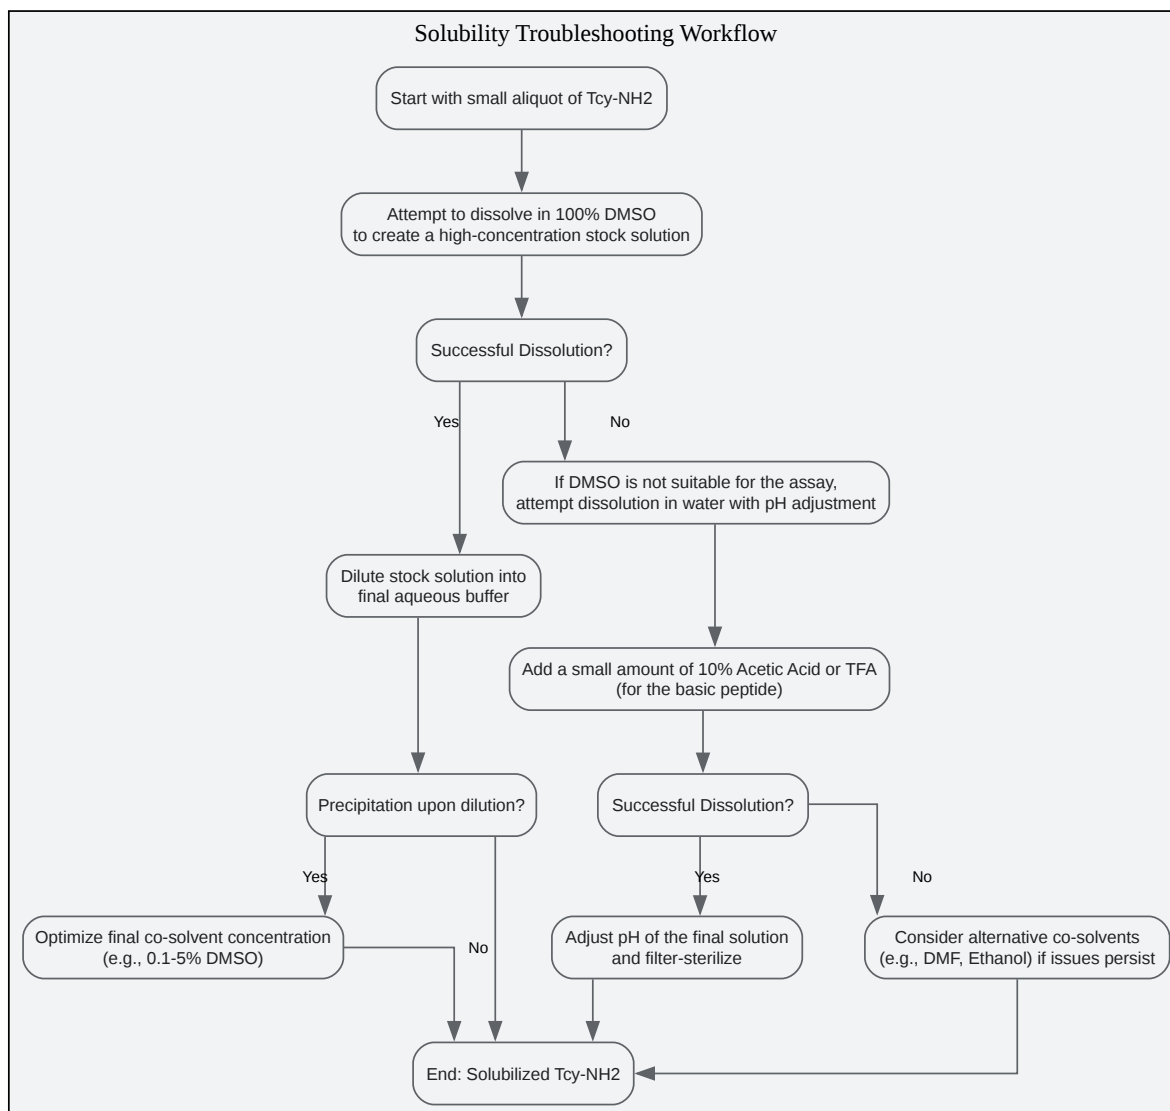 Solubility Troubleshooting Workflow
Start with small aliquot of Tcy-NH2
Attempt to dissolve in 100% DMSO
to create a high-concentration stock solution
Successful Dissolution?
Yes
No
If DMSO is not suitable for the assay,
attempt dissolution in water with pH adjustment
Dilute stock solution into
final aqueous buffer
Add a small amount of 10% Acetic Acid or TFA
(for the basic peptide)
Precipitation upon dilution?
Successful Dissolution?
Yes
Yes
No
Optimize final co-solvent concentration
(e.g., 0.1-5% DMSO)
No
Adjust pH of the final solution
and filter-sterilize
Consider alternative co-solvents
(e.g., DMF, Ethanol) if issues persist
End: Solubilized Tcy-NH2